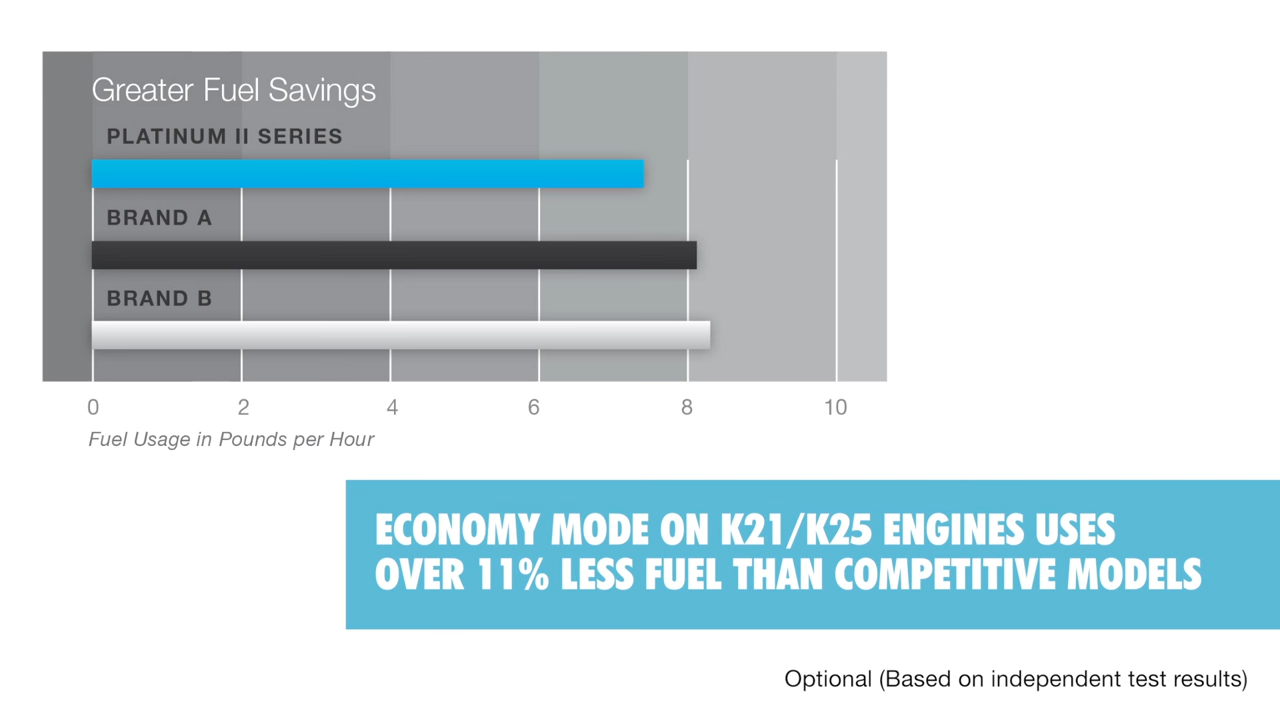 Greater Fuel Savings
PLATINUM II SERIES
BRAND A
BRAND B
0 2 4 6 8 10
Fuel Usage in Pounds per Hour
ECONOMY MODE ON K21/K25 ENGINES USES
OVER 11% LESS FUEL THAN COMPETITIVE MODELS
Optional (Based on independent test results)